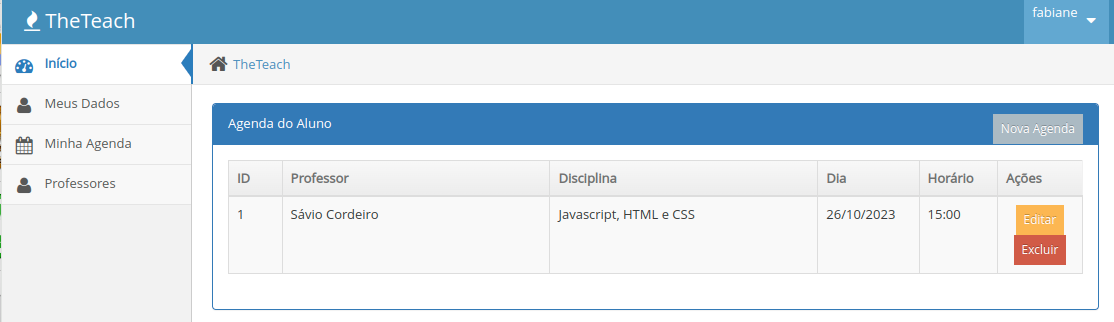 TheTeach
fabiane
Início
Meus Dados
Minha Agenda
Professores
TheTeach
Agenda do Aluno
Nova Agenda
ID Professor Disciplina Dia Horário Ações
1 Sávio Cordeiro Javascript, HTML e CSS 26/10/2023 15:00 Editar
Excluir